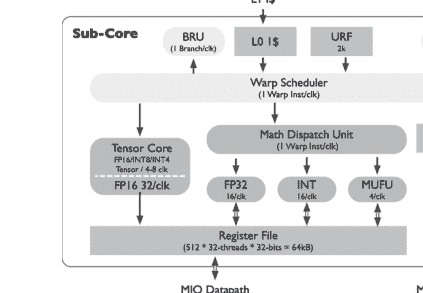 L1 I$
Sub-Core
BRU
(1 Branch/clk)
L0 I$
URF
2k
Warp Scheduler
(1 Warp Inst/clk)
Tensor Core
FP16/INT8/INT4
Tensor / 4-8 clk
FP16 32/clk
Math Dispatch Unit
(1 Warp Inst/clk)
FP32
16/clk
INT
16/clk
MUFU
4/clk
Register File
(512 * 32-threads * 32-bits = 64kB)
MIO Datapath
M